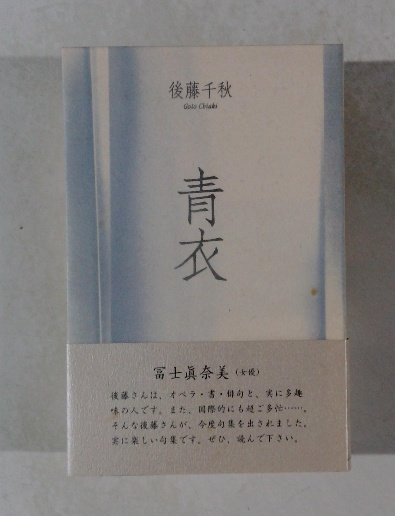 後藤千秋
Goto Chiaki
青衣
冨士眞奈美（女優）
後藤さんは、オペラ・書・俳句と、実に多趣
味の人です。また、国際的にも超ご多忙……。
そんな後藤さんが、今度句集を出されました。
実に楽しい句集です。ぜひ、読んで下さい。